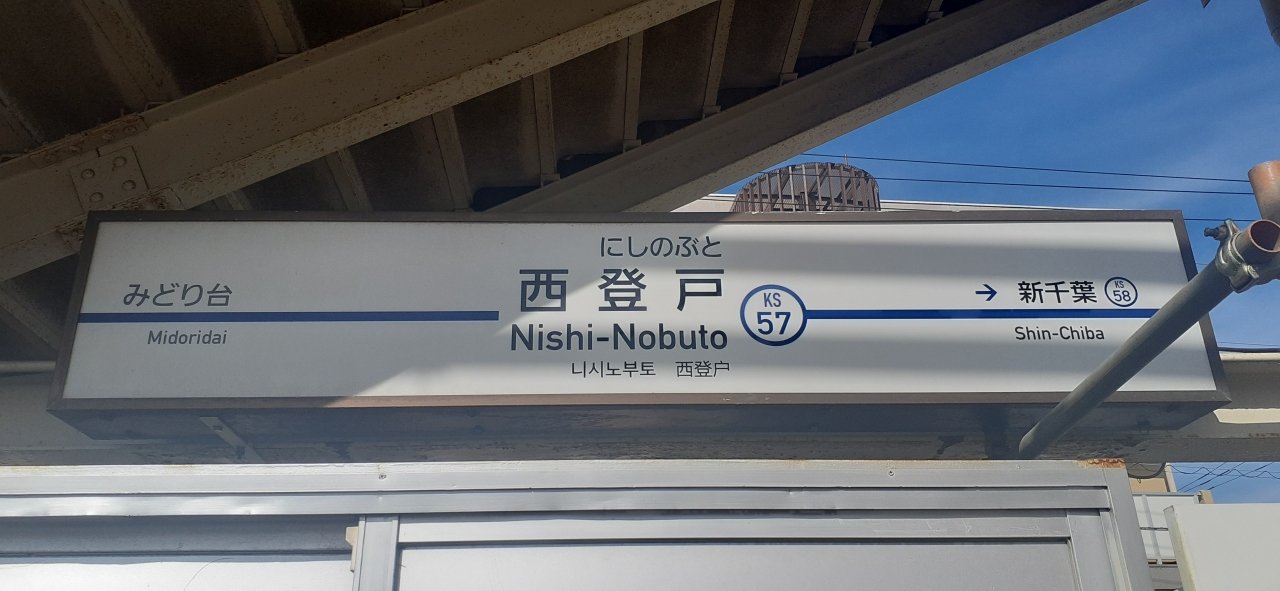 みどり台
Midoridai
にしのぶと
西登戸
Nishi-Nobuto
니시노부토 西登户
KS
57
→ 新千葉
KS
58
Shin-Chiba